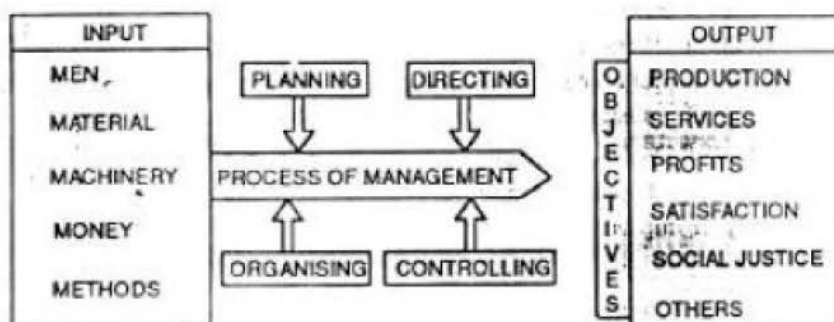 INPUT
MEN
MATERIAL
MACHINERY
MONEY
METHODS
PLANNING
DIRECTING
PROCESS OF MANAGEMENT
ORGANISING
CONTROLLING
OBJECTIVES
OUTPUT
PRODUCTION
SERVICES
PROFITS
SATISFACTION
SOCIAL JUSTICE
OTHERS